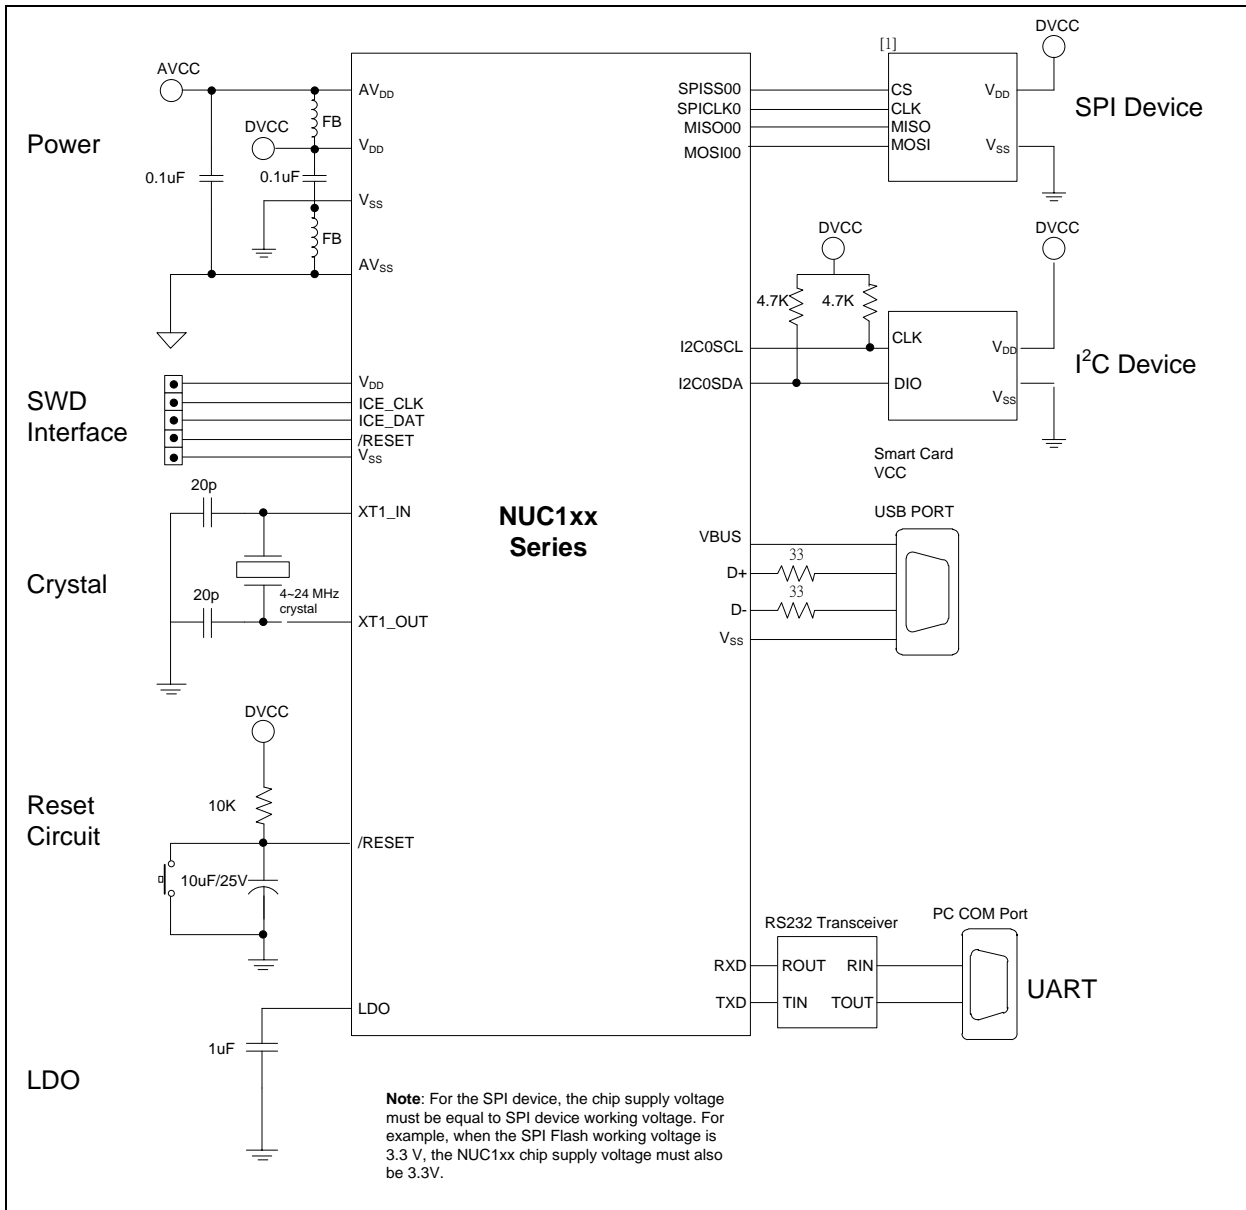 Power
AVCC
DVCC
0.1uF
0.1uF
FB
FB
AVDD
VDD
VSS
AVSS
SWD
Interface
VDD
ICE_CLK
ICE_DAT
/RESET
VSS
Crystal
20p
20p
4~24 MHz
crystal
XT1_IN
XT1_OUT
Reset
Circuit
DVCC
10K
10uF/25V
/RESET
LDO
1uF
LDO
NUC1xx
Series
SPISS00
SPICLK0
MISO00
MOSI00
[1]
CS
CLK
MISO
MOSI
VDD
VSS
DVCC
SPI Device
DVCC
4.7K
4.7K
I2C0SCL
I2C0SDA
CLK
DIO
VDD
VSS
DVCC
I²C Device
Smart Card
VCC
USB PORT
VBUS
D+
D-
VSS
33
33
RS232 Transceiver
PC COM Port
RXD
TXD
ROUT
RIN
TIN
TOUT
UART
Note: For the SPI device, the chip supply voltage
must be equal to SPI device working voltage. For
example, when the SPI Flash working voltage is
3.3 V, the NUC1xx chip supply voltage must also
be 3.3V.